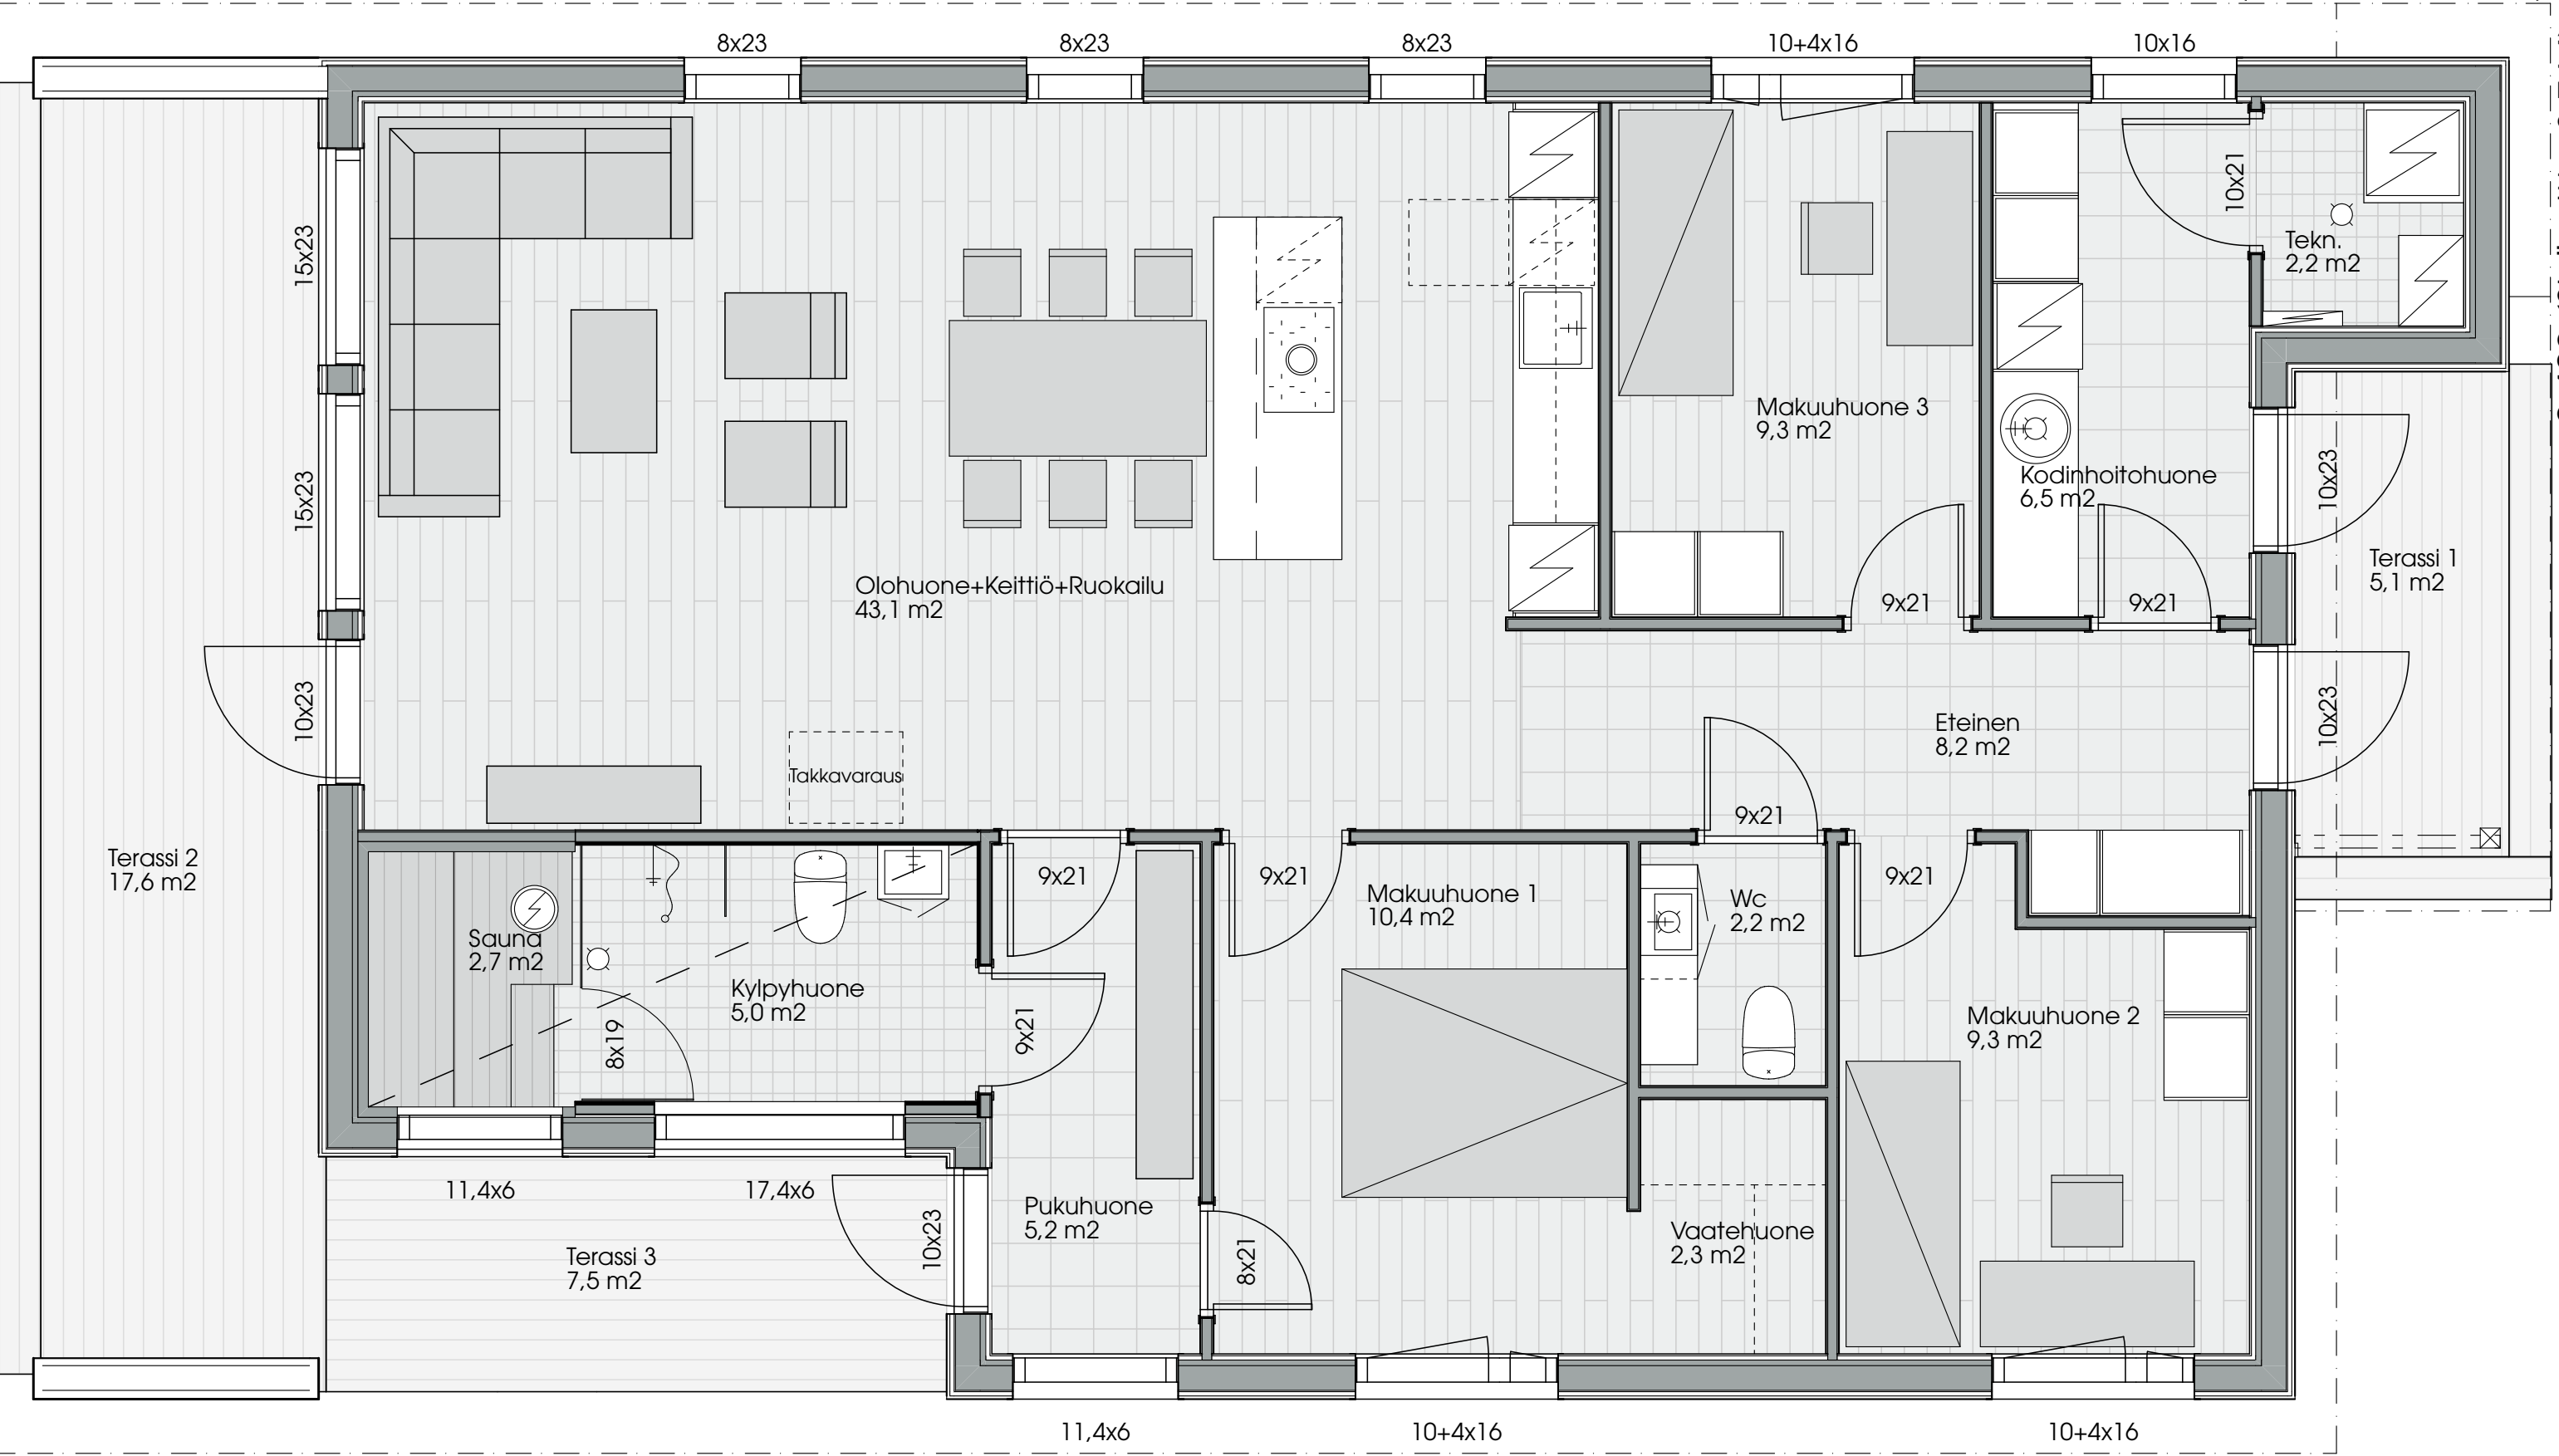 8x23
8x23
8x23
10+4x16
10x16
15x23
15x23
10x23
10x21
Tekn.
2,2 m2
Makuuhuone 3
9,3 m2
Kodinhoitohuone
6,5 m2
10x23
Terassi 1
5,1 m2
Olohuone+Keittiö+Ruokailu
43,1 m2
9x21
9x21
Eteinen
8,2 m2
10x23
Takkavaraus
9x21
Terassi 2
17,6 m2
9x21
9x21
Makuuhuone 1
10,4 m2
Wc
2,2 m2
9x21
Sauna
2,7 m2
Kylpyhuone
5,0 m2
8x19
9x21
Makuuhuone 2
9,3 m2
11,4x6
17,4x6
10x23
Pukuhuone
5,2 m2
8x21
Vaatehuone
2,3 m2
Terassi 3
7,5 m2
11,4x6
10+4x16
10+4x16